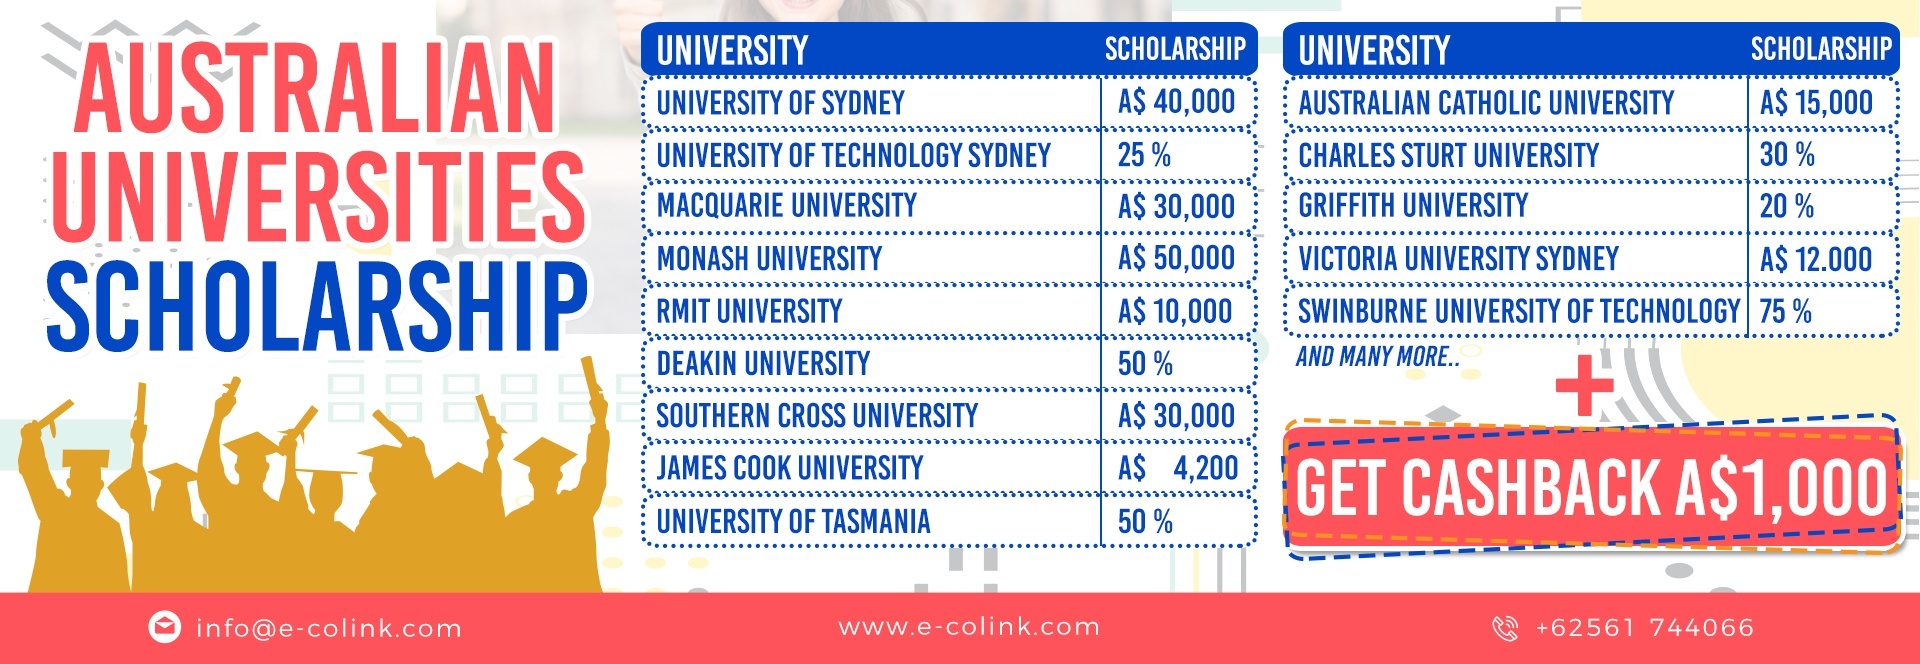 AUSTRALIAN
UNIVERSITIES
SCHOLARSHIP
UNIVERSITY SCHOLARSHIP
UNIVERSITY OF SYDNEY A$ 40,000
UNIVERSITY OF TECHNOLOGY SYDNEY 25 %
MACQUARIE UNIVERSITY A$ 30,000
MONASH UNIVERSITY A$ 50,000
RMIT UNIVERSITY A$ 10,000
DEAKIN UNIVERSITY 50 %
SOUTHERN CROSS UNIVERSITY A$ 30,000
JAMES COOK UNIVERSITY A$ 4,200
UNIVERSITY OF TASMANIA 50 %
UNIVERSITY SCHOLARSHIP
AUSTRALIAN CATHOLIC UNIVERSITY A$ 15,000
CHARLES STURT UNIVERSITY 30 %
GRIFFITH UNIVERSITY 20 %
VICTORIA UNIVERSITY SYDNEY A$ 12.000
SWINBURNE UNIVERSITY OF TECHNOLOGY 75 %
AND MANY MORE..
+
GET CASHBACK A$1,000
info@e-colink.com
www.e-colink.com
+62561 744066